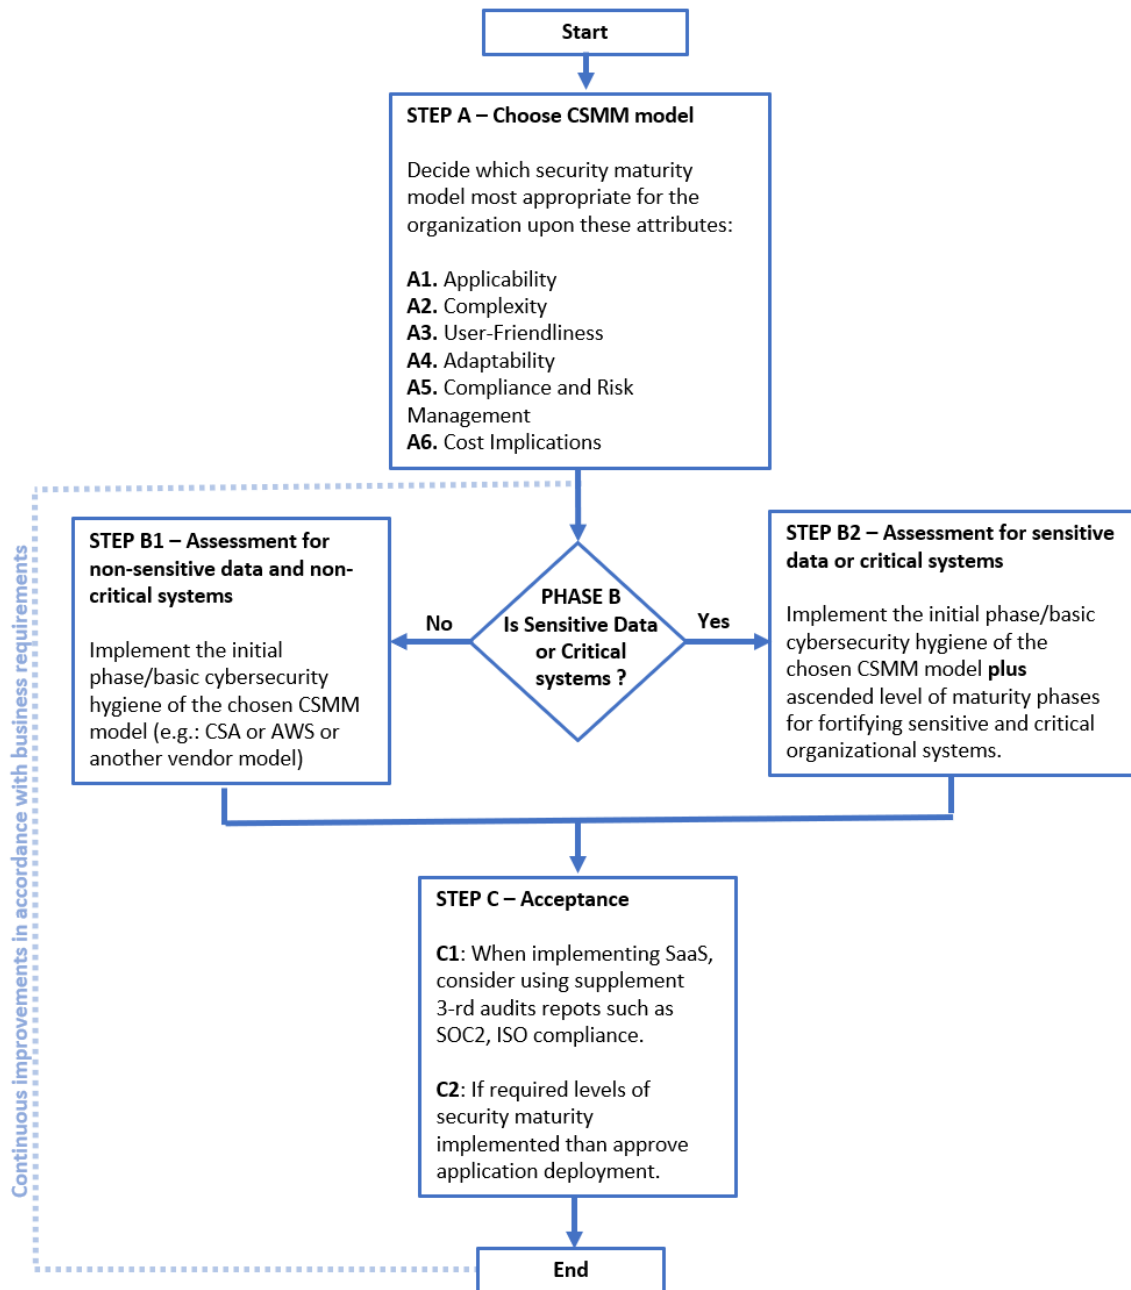 Start
STEP A – Choose CSMM model
Decide which security maturity
model most appropriate for the
organization upon these attributes:
A1. Applicability
A2. Complexity
A3. User-Friendliness
A4. Adaptability
A5. Compliance and Risk
Management
A6. Cost Implications
Continuous improvements in accordance with business requirements
STEP B1 – Assessment for
non-sensitive data and non-
critical systems
Implement the initial
phase/basic cybersecurity
hygiene of the chosen CSMM
model (e.g.: CSA or AWS or
another vendor model)
No
PHASE B
Is Sensitive Data
or Critical
systems ?
Yes
STEP B2 – Assessment for sensitive
data or critical systems
Implement the initial phase/basic
cybersecurity hygiene of the
chosen CSMM model plus
ascended level of maturity phases
for fortifying sensitive and critical
organizational systems.
STEP C – Acceptance
C1: When implementing SaaS,
consider using supplement
3-rd audits repots such as
SOC2, ISO compliance.
C2: If required levels of
security maturity
implemented than approve
application deployment.
End